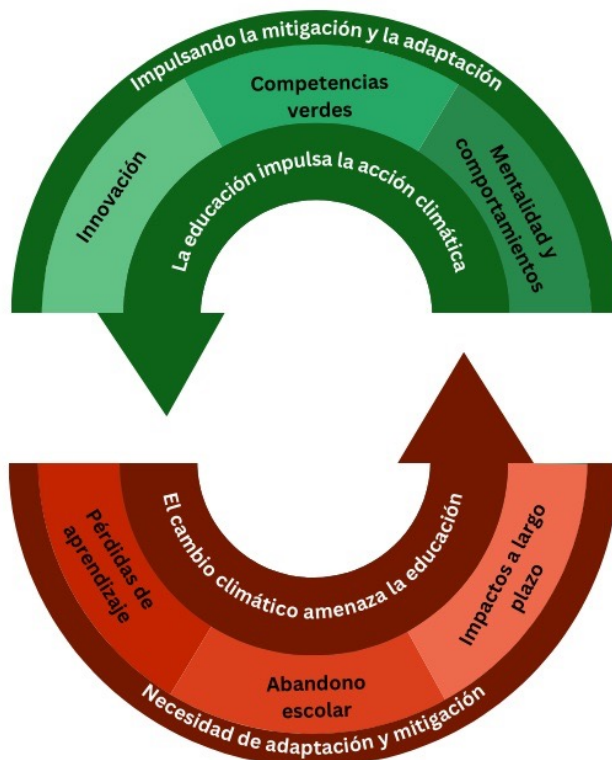 Impulsando la mitigación y la adaptación
Competencias
verdes
Innovación
Mentalidad y
comportamientos
La educación impulsa la acción climática
El cambio climático amenaza la educación
Pérdidas de
aprendizaje
Impactos a largo
plazo
Abandono
escolar
Necesidad de adaptación y mitigación